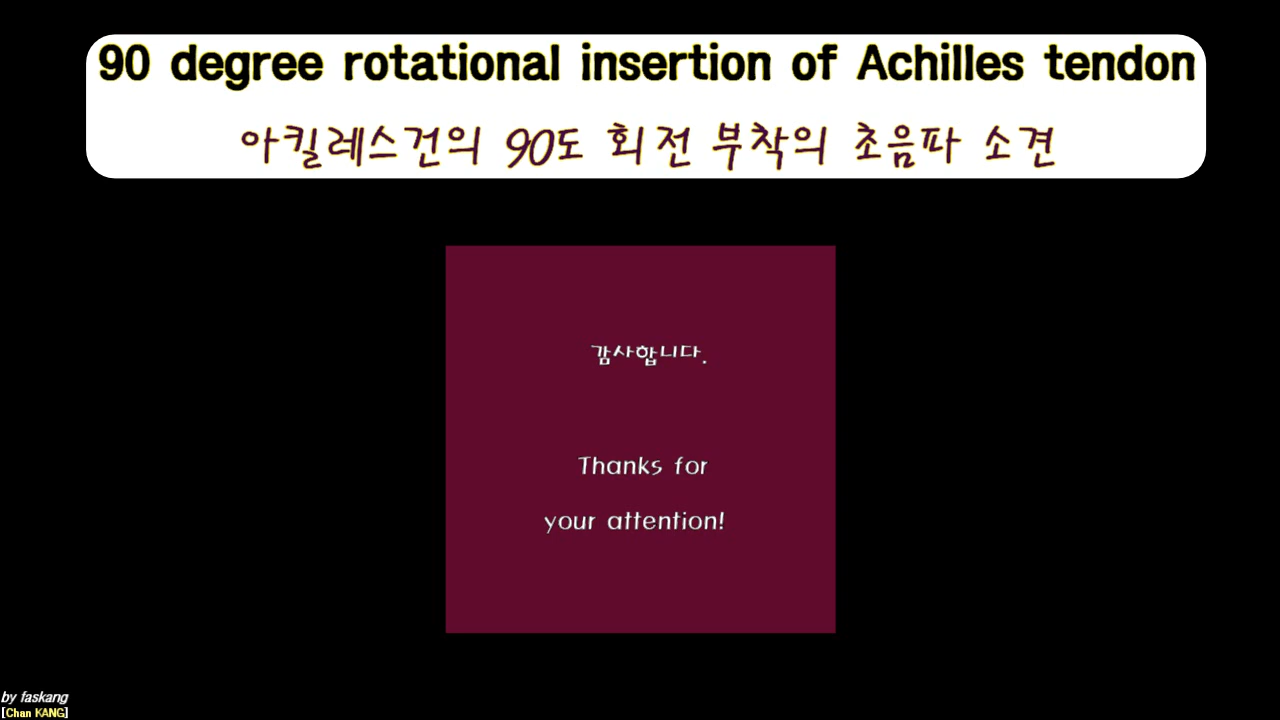 90 degree rotational insertion of Achilles tendon
아킬레스건의 90도 회전 부착의 초음파 소견
감사합니다.
Thanks for
your attention!
by faskang
[Chan KANG]